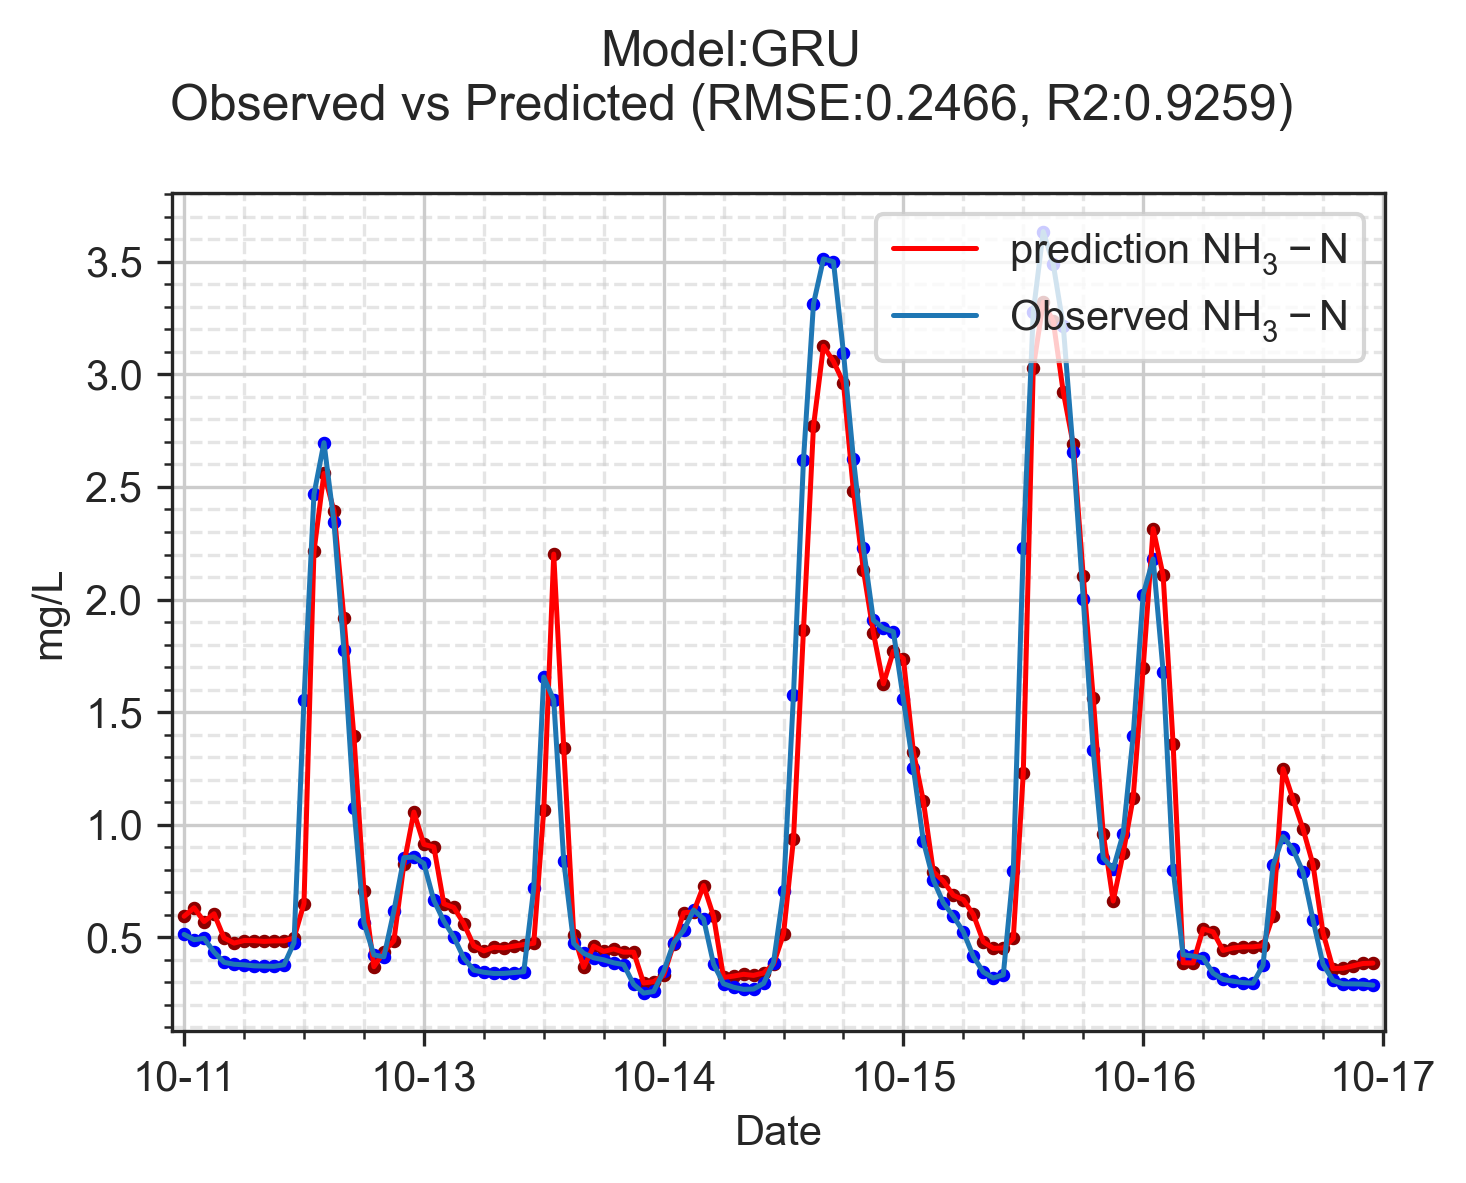 Model:GRU
Observed vs Predicted (RMSE:0.2466, R2:0.9259)
prediction NH₃ − N
Observed NH₃ − N
3.5
3.0
2.5
2.0
1.5
1.0
0.5
mg/L
10-11 10-13 10-14 10-15 10-16 10-17
Date